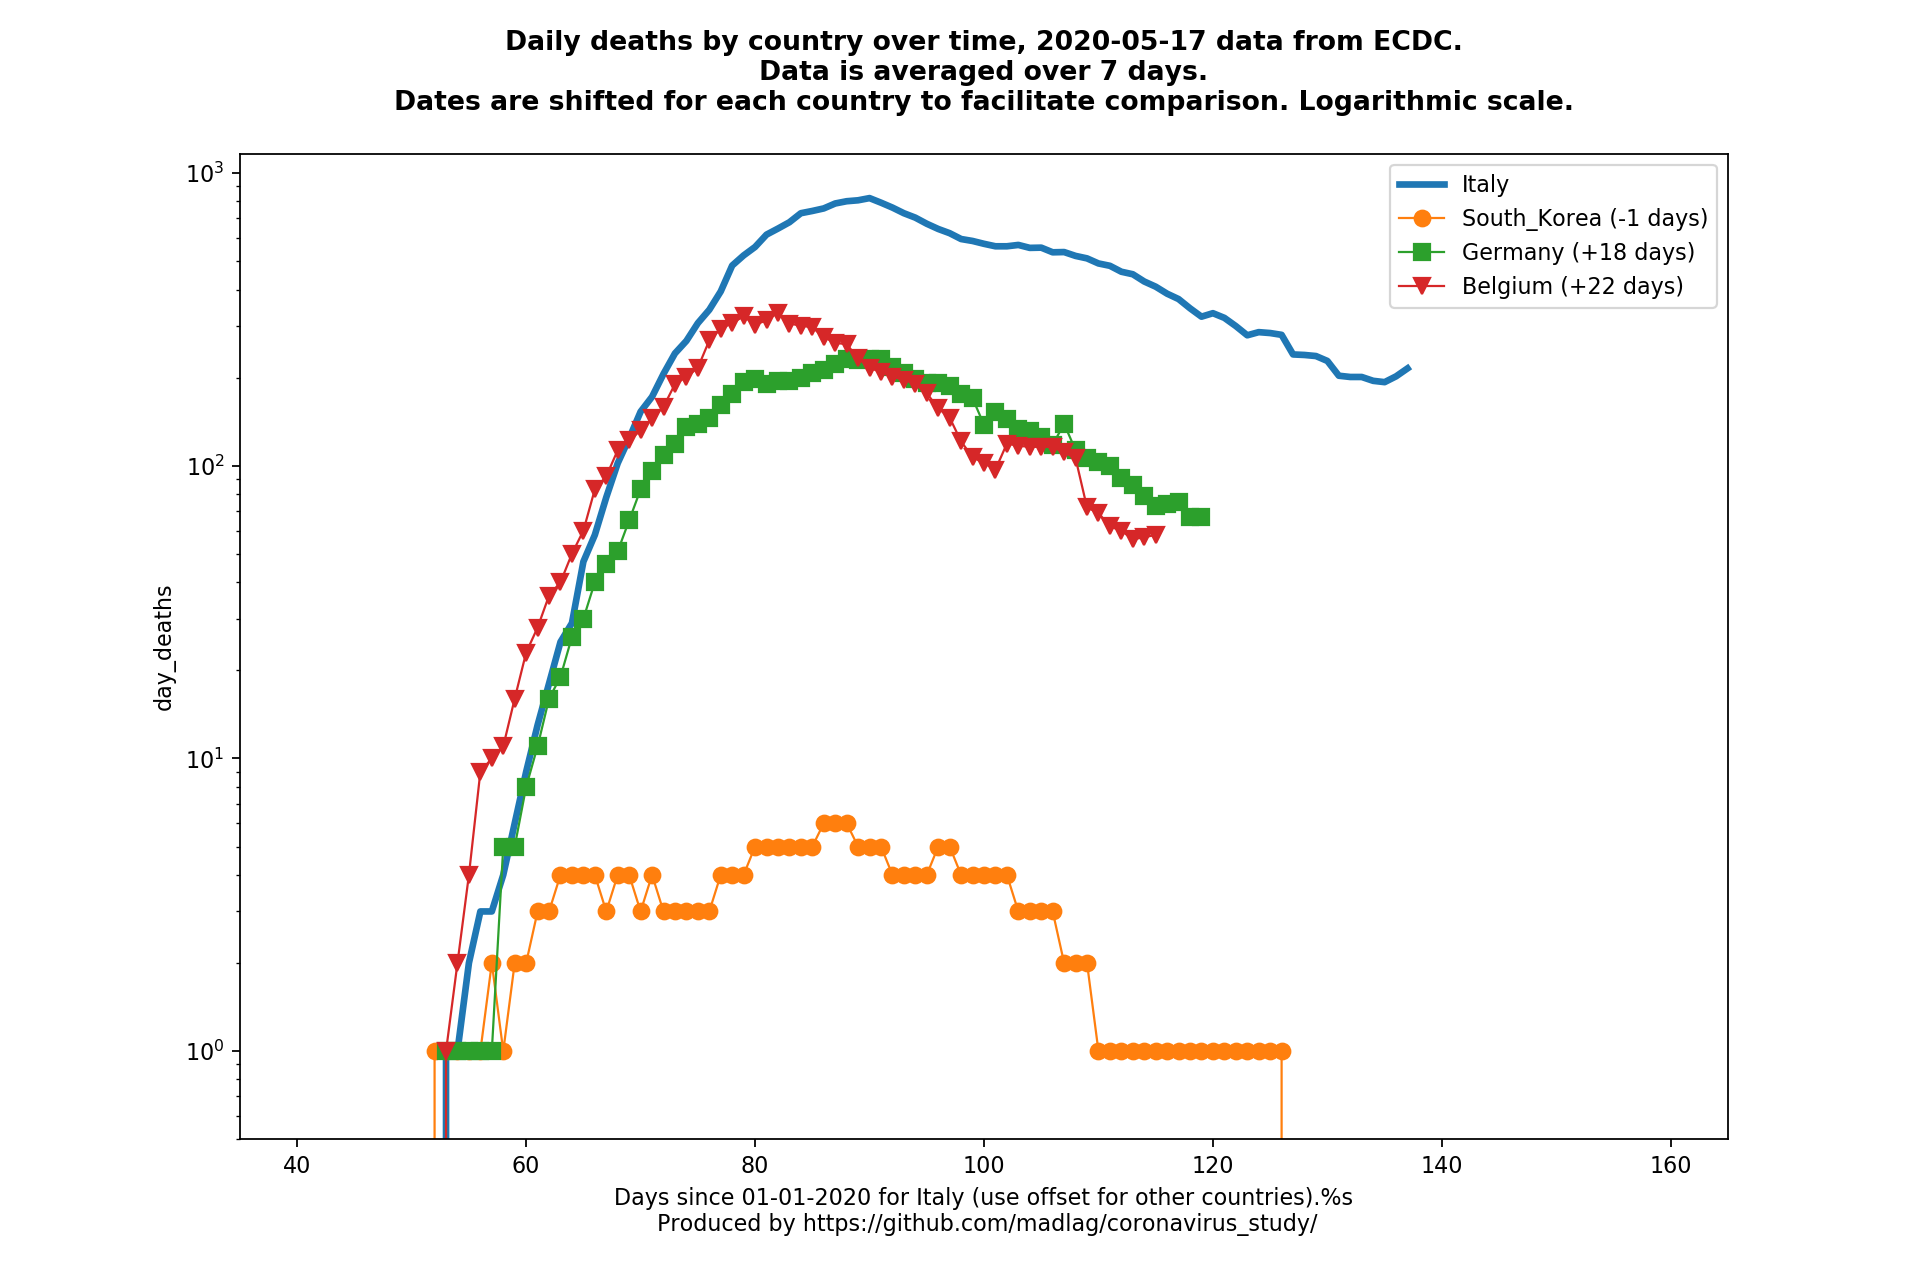 Daily deaths by country over time, 2020-05-17 data from ECDC.
Data is averaged over 7 days.
Dates are shifted for each country to facilitate comparison. Logarithmic scale.
10³
10²
10¹
10⁰
day_deaths
Italy
South_Korea (-1 days)
Germany (+18 days)
Belgium (+22 days)
40 60 80 100 120 140 160
Days since 01-01-2020 for Italy (use offset for other countries).%s
Produced by https://github.com/madlag/coronavirus_study/